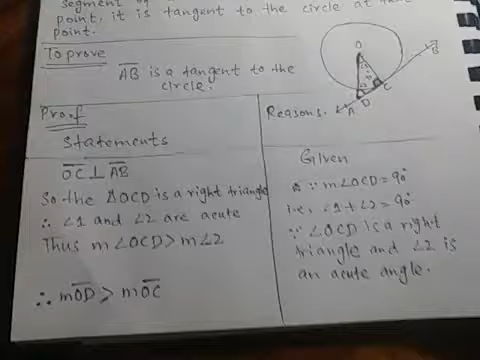 segment
point, it is tangent to the circle at that
point.
To prove
AB is a tangent to the
circle.
O
B
C
D
A
Proof
Statements
Reasons.
OC ⊥ AB
So the ΔOCD is a right triangle
∴ ∠1 and ∠2 are acute
Thus m∠OCD > m∠2
∴ mOD > mOC
Given
∵ m∠OCD = 90°
i.e., ∠1 + ∠2 = 90°
∵ ∠OCD is a right
triangle and ∠2 is
an acute angle.